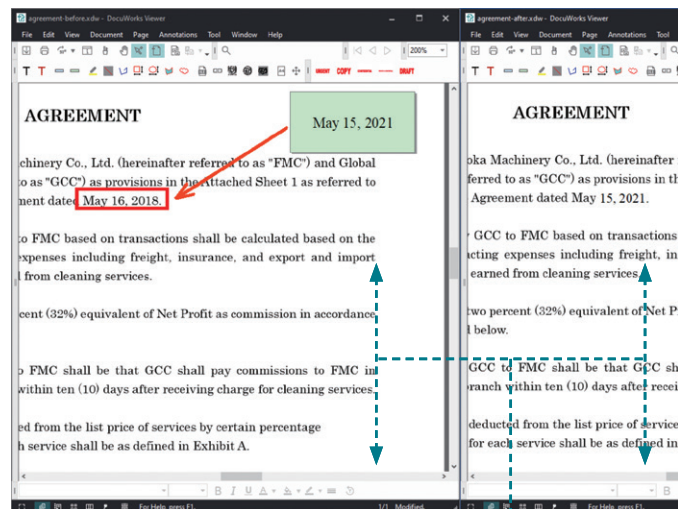 agreement-before.xdw - DocuWorks Viewer
File Edit View Document Page Annotations Tool Window Help
200%
T T URGENT COPY DRAFT
AGREEMENT
May 15, 2021
chinery Co., Ltd. (hereinafter referred to as "FMC") and Global
to as "GCC") as provisions in the Attached Sheet 1 as referred to
ment dated May 16, 2018.
to FMC based on transactions shall be calculated based on the
expenses including freight, insurance, and export and import
l from cleaning services.
cent (32%) equivalent of Net Profit as commission in accordance
o FMC shall be that GCC shall pay commissions to FMC in
within ten (10) days after receiving charge for cleaning services.
ed from the list price of services by certain percentage
h service shall be as defined in Exhibit A.
B I U A
For Help, press F1. 1/1 Modified.
agreement-after.xdw - DocuWorks Viewer
File Edit View Document Page Annotations Tool
T T
AGREEMENT
oka Machinery Co., Ltd. (hereinafter
ferred to as "GCC") as provisions in th
Agreement dated May 15, 2021.
GCC to FMC based on transactions
acting expenses including freight, in
earned from cleaning services.
two percent (32%) equivalent of Net P
d below.
GCC to FMC shall be that GCC sh
ranch within ten (10) days after recei
deducted from the list price of service
for each service shall be as defined in
B
For Help, press F1.